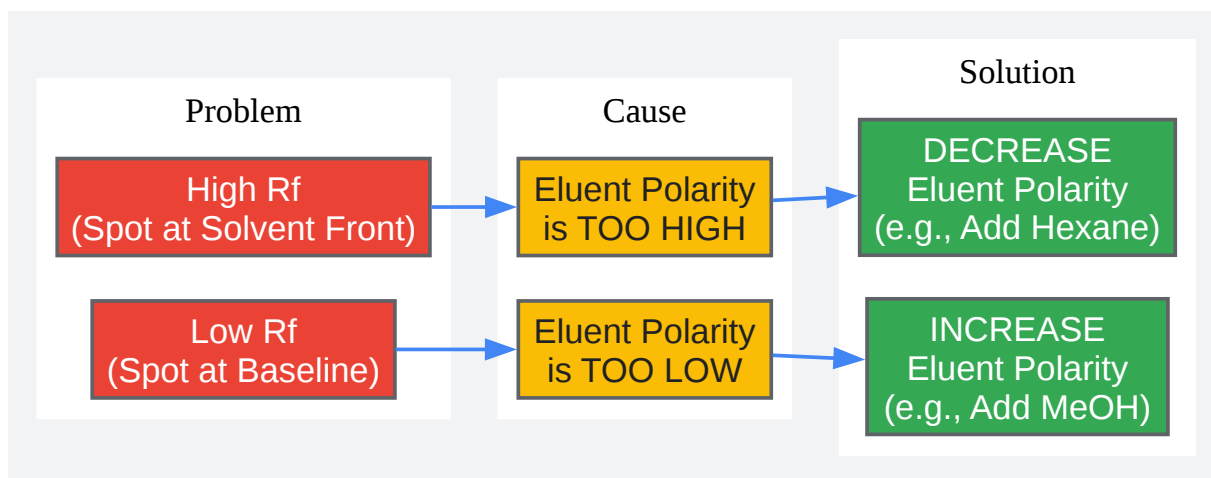 Problem
High Rf
(Spot at Solvent Front)
Low Rf
(Spot at Baseline)
Cause
Eluent Polarity
is TOO HIGH
Eluent Polarity
is TOO LOW
Solution
DECREASE
Eluent Polarity
(e.g., Add Hexane)
INCREASE
Eluent Polarity
(e.g., Add MeOH)